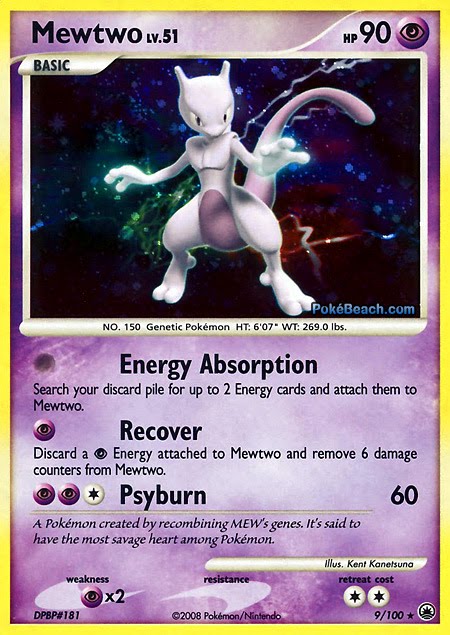 Mewtwo LV.51 HP 90
BASIC
PokéBeach.com
NO. 150 Genetic Pokémon HT: 6'07" WT: 269.0 lbs.
Energy Absorption
Search your discard pile for up to 2 Energy cards and attach them to
Mewtwo.
Recover
Discard a Energy attached to Mewtwo and remove 6 damage
counters from Mewtwo.
Psyburn 60
A Pokémon created by recombining MEW's genes. It's said to
have the most savage heart among Pokémon.
Illus. Kent Kanetsuna
weakness resistance retreat cost
x2
DPBP#181 ©2008 Pokémon/Nintendo 9/100 ★